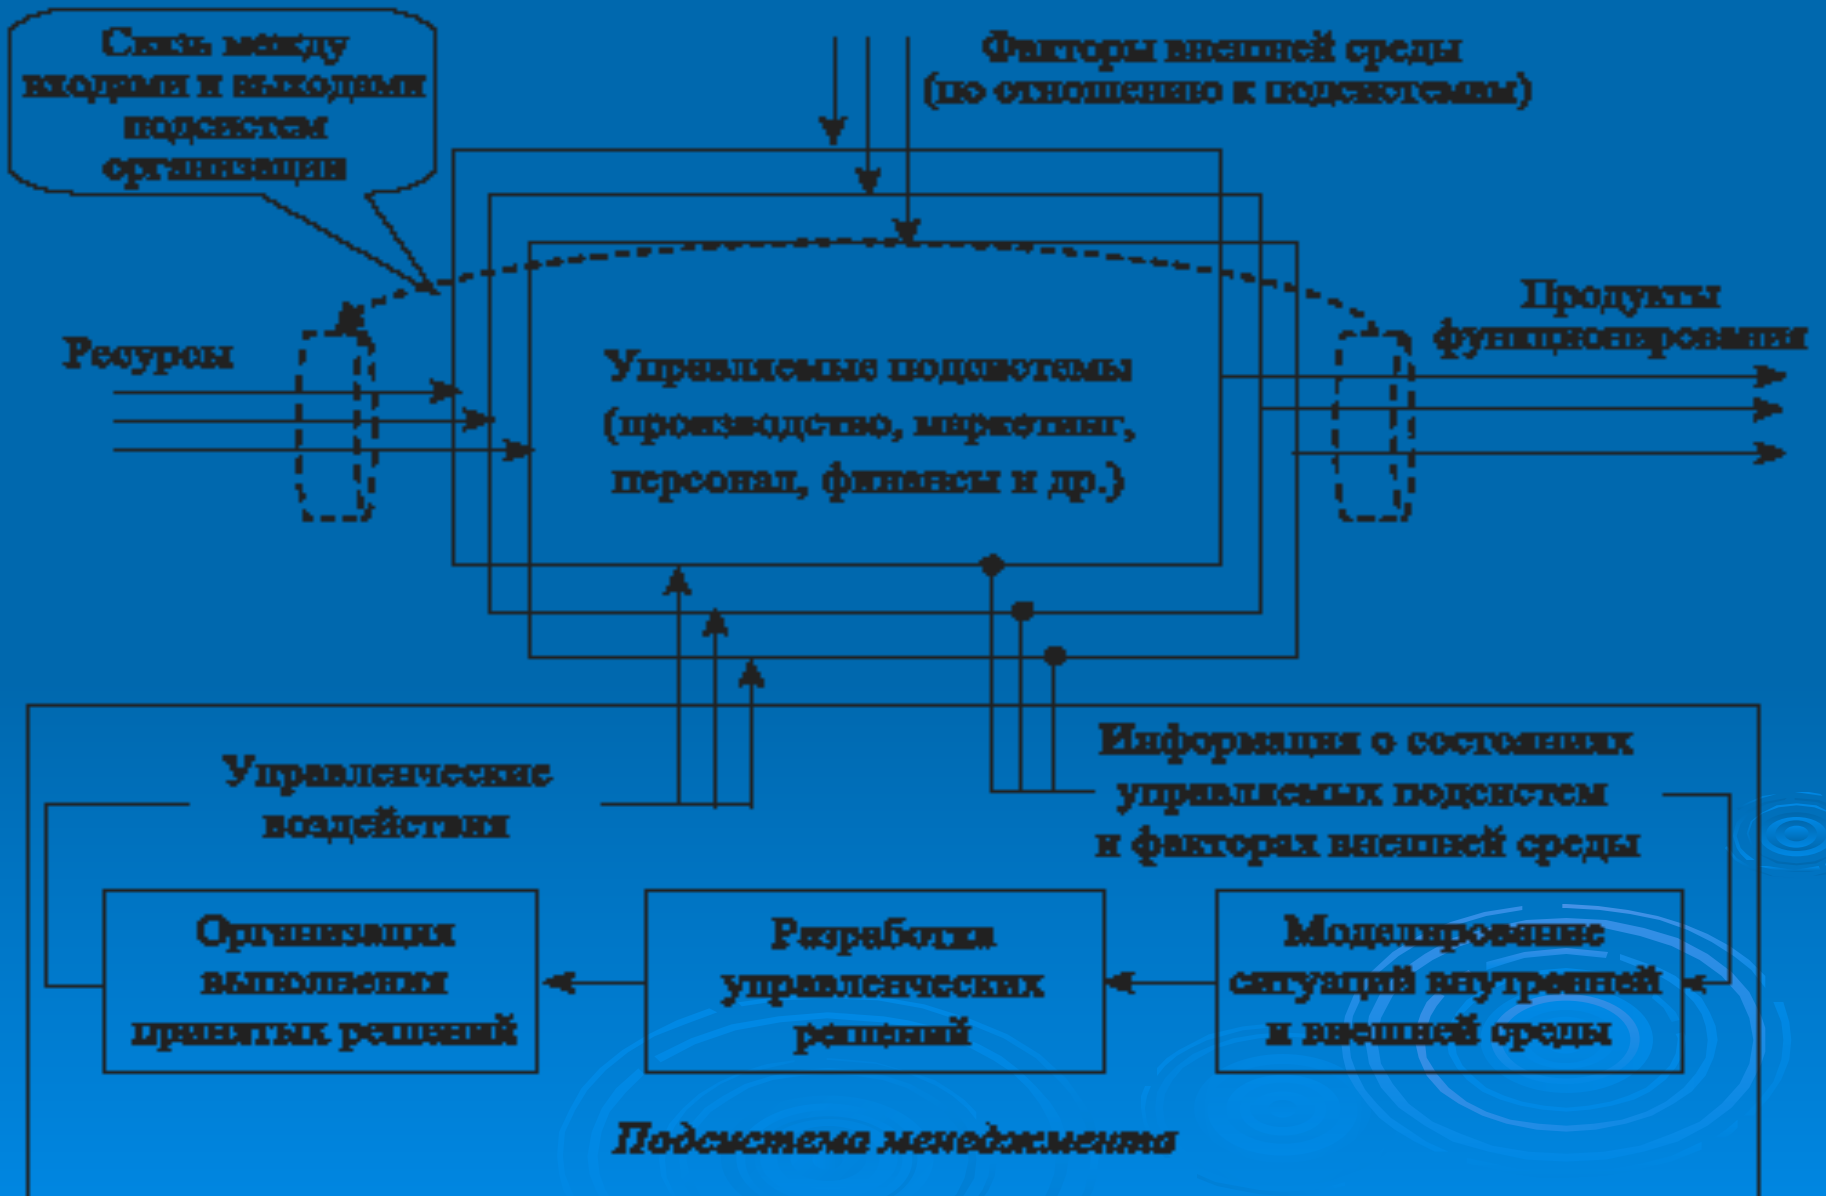 Связь между
входами и выходами
подсистем
организации
Факторы внешней среды
(по отношению к подсистемам)
Ресурсы
Продукты
функционирования
Управляемые подсистемы
(производство, маркетинг,
персонал, финансы и др.)
Управленческие
воздействия
Информация о состояниях
управляемых подсистем
и факторах внешней среды
Организация
выполнения
принятых решений
Разработка
управленческих
решений
Моделирование
ситуаций внутренней
и внешней среды
Подсистема менеджмента